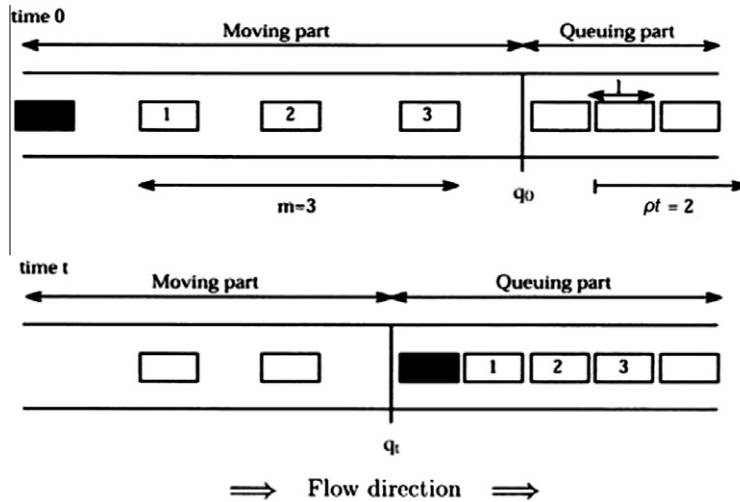 time 0
Moving part Queuing part
l
1 2 3
m=3 q0 ρt = 2
time t
Moving part Queuing part
1 2 3
qt
⇒ Flow direction ⇒